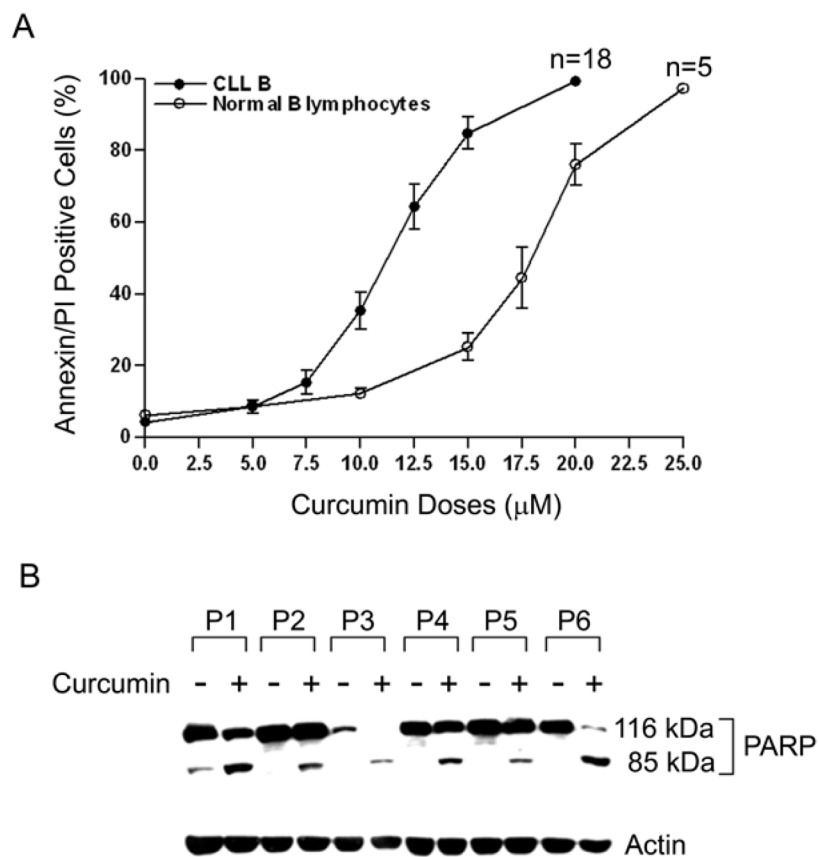 A
n=18
n=5
CLL B
Normal B lymphocytes
Annexin/PI Positive Cells (%)
100
80
60
40
20
0
0.0 2.5 5.0 7.5 10.0 12.5 15.0 17.5 20.0 22.5 25.0
Curcumin Doses (μM)
B
P1 P2 P3 P4 P5 P6
Curcumin - + - + - + - + - + - +
116 kDa
PARP
85 kDa
Actin